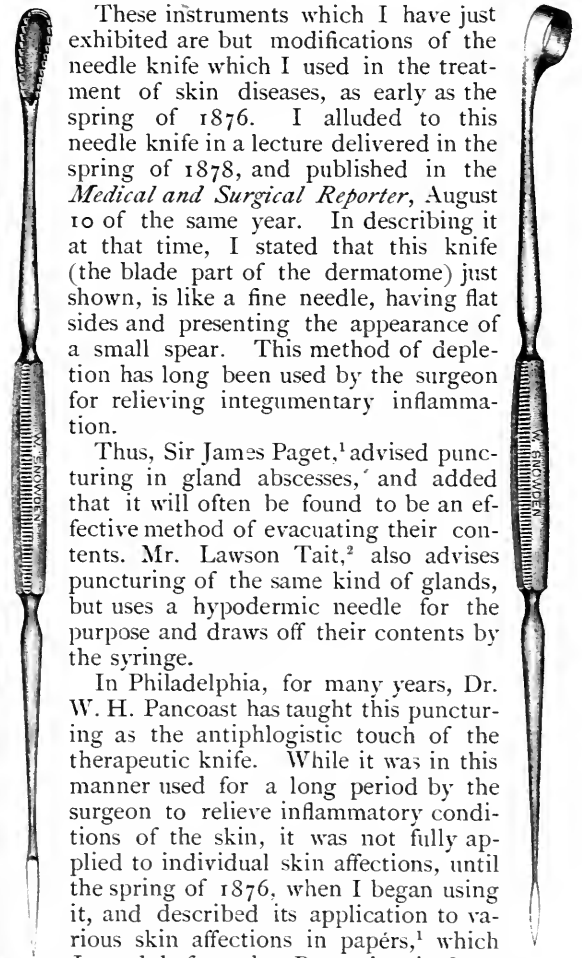 These instruments which I have just
exhibited are but modifications of the
needle knife which I used in the treat-
ment of skin diseases, as early as the
spring of 1876. I alluded to this
needle knife in a lecture delivered in the
spring of 1878, and published in the
Medical and Surgical Reporter, August
10 of the same year. In describing it
at that time, I stated that this knife
(the blade part of the dermatome) just
shown, is like a fine needle, having flat
sides and presenting the appearance of
a small spear. This method of deple-
tion has long been used by the surgeon
for relieving integumentary inflamma-
tion.
Thus, Sir James Paget,¹ advised punc-
turing in gland abscesses, and added
that it will often be found to be an ef-
fective method of evacuating their con-
tents. Mr. Lawson Tait,² also advises
puncturing of the same kind of glands,
but uses a hypodermic needle for the
purpose and draws off their contents by
the syringe.
In Philadelphia, for many years, Dr.
W. H. Pancoast has taught this punctur-
ing as the antiphlogistic touch of the
therapeutic knife. While it was in this
manner used for a long period by the
surgeon to relieve inflammatory condi-
tions of the skin, it was not fully ap-
plied to individual skin affections, until
the spring of 1876, when I began using
it, and described its application to va-
rious skin affections in papérs,¹ which
W. SNOWDEN
W. SNOWDEN